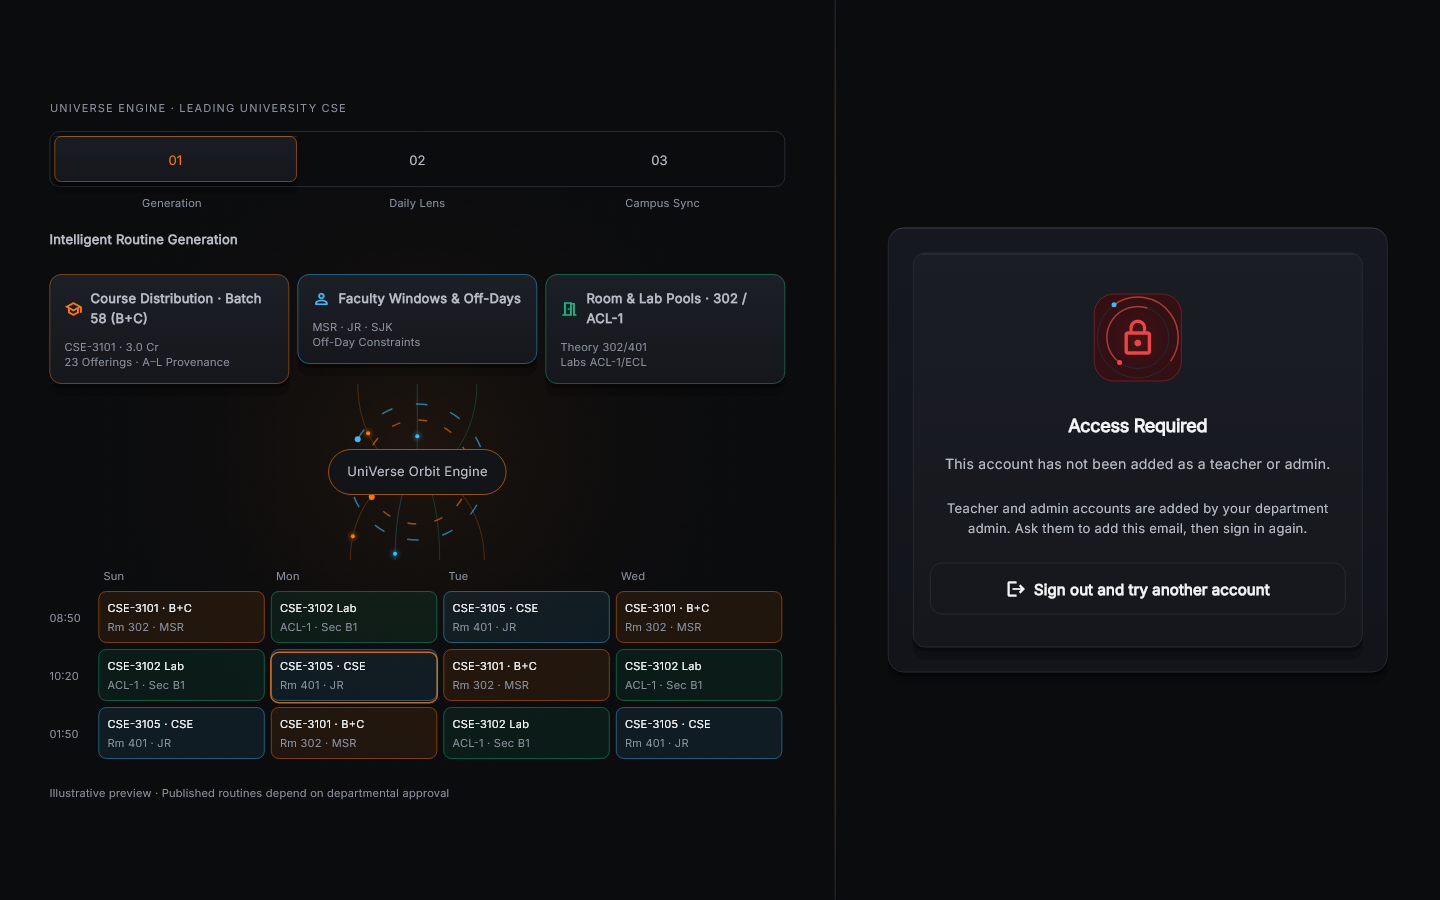 UNIVERSE ENGINE · LEADING UNIVERSITY CSE
01
02
03
Generation
Daily Lens
Campus Sync
Intelligent Routine Generation
Course Distribution · Batch
58 (B+C)
CSE-3101 · 3.0 Cr
23 Offerings · A–L Provenance
Faculty Windows & Off-Days
MSR · JR · SJK
Off-Day Constraints
Room & Lab Pools · 302 /
ACL-1
Theory 302/401
Labs ACL-1/ECL
UniVerse Orbit Engine
Sun
Mon
Tue
Wed
08:50
CSE-3101 · B+C
Rm 302 · MSR
CSE-3102 Lab
ACL-1 · Sec B1
CSE-3105 · CSE
Rm 401 · JR
CSE-3101 · B+C
Rm 302 · MSR
10:20
CSE-3102 Lab
ACL-1 · Sec B1
CSE-3105 · CSE
Rm 401 · JR
CSE-3101 · B+C
Rm 302 · MSR
CSE-3102 Lab
ACL-1 · Sec B1
01:50
CSE-3105 · CSE
Rm 401 · JR
CSE-3101 · B+C
Rm 302 · MSR
CSE-3102 Lab
ACL-1 · Sec B1
CSE-3105 · CSE
Rm 401 · JR
Illustrative preview · Published routines depend on departmental approval
Access Required
This account has not been added as a teacher or admin.
Teacher and admin accounts are added by your department
admin. Ask them to add this email, then sign in again.
Sign out and try another account